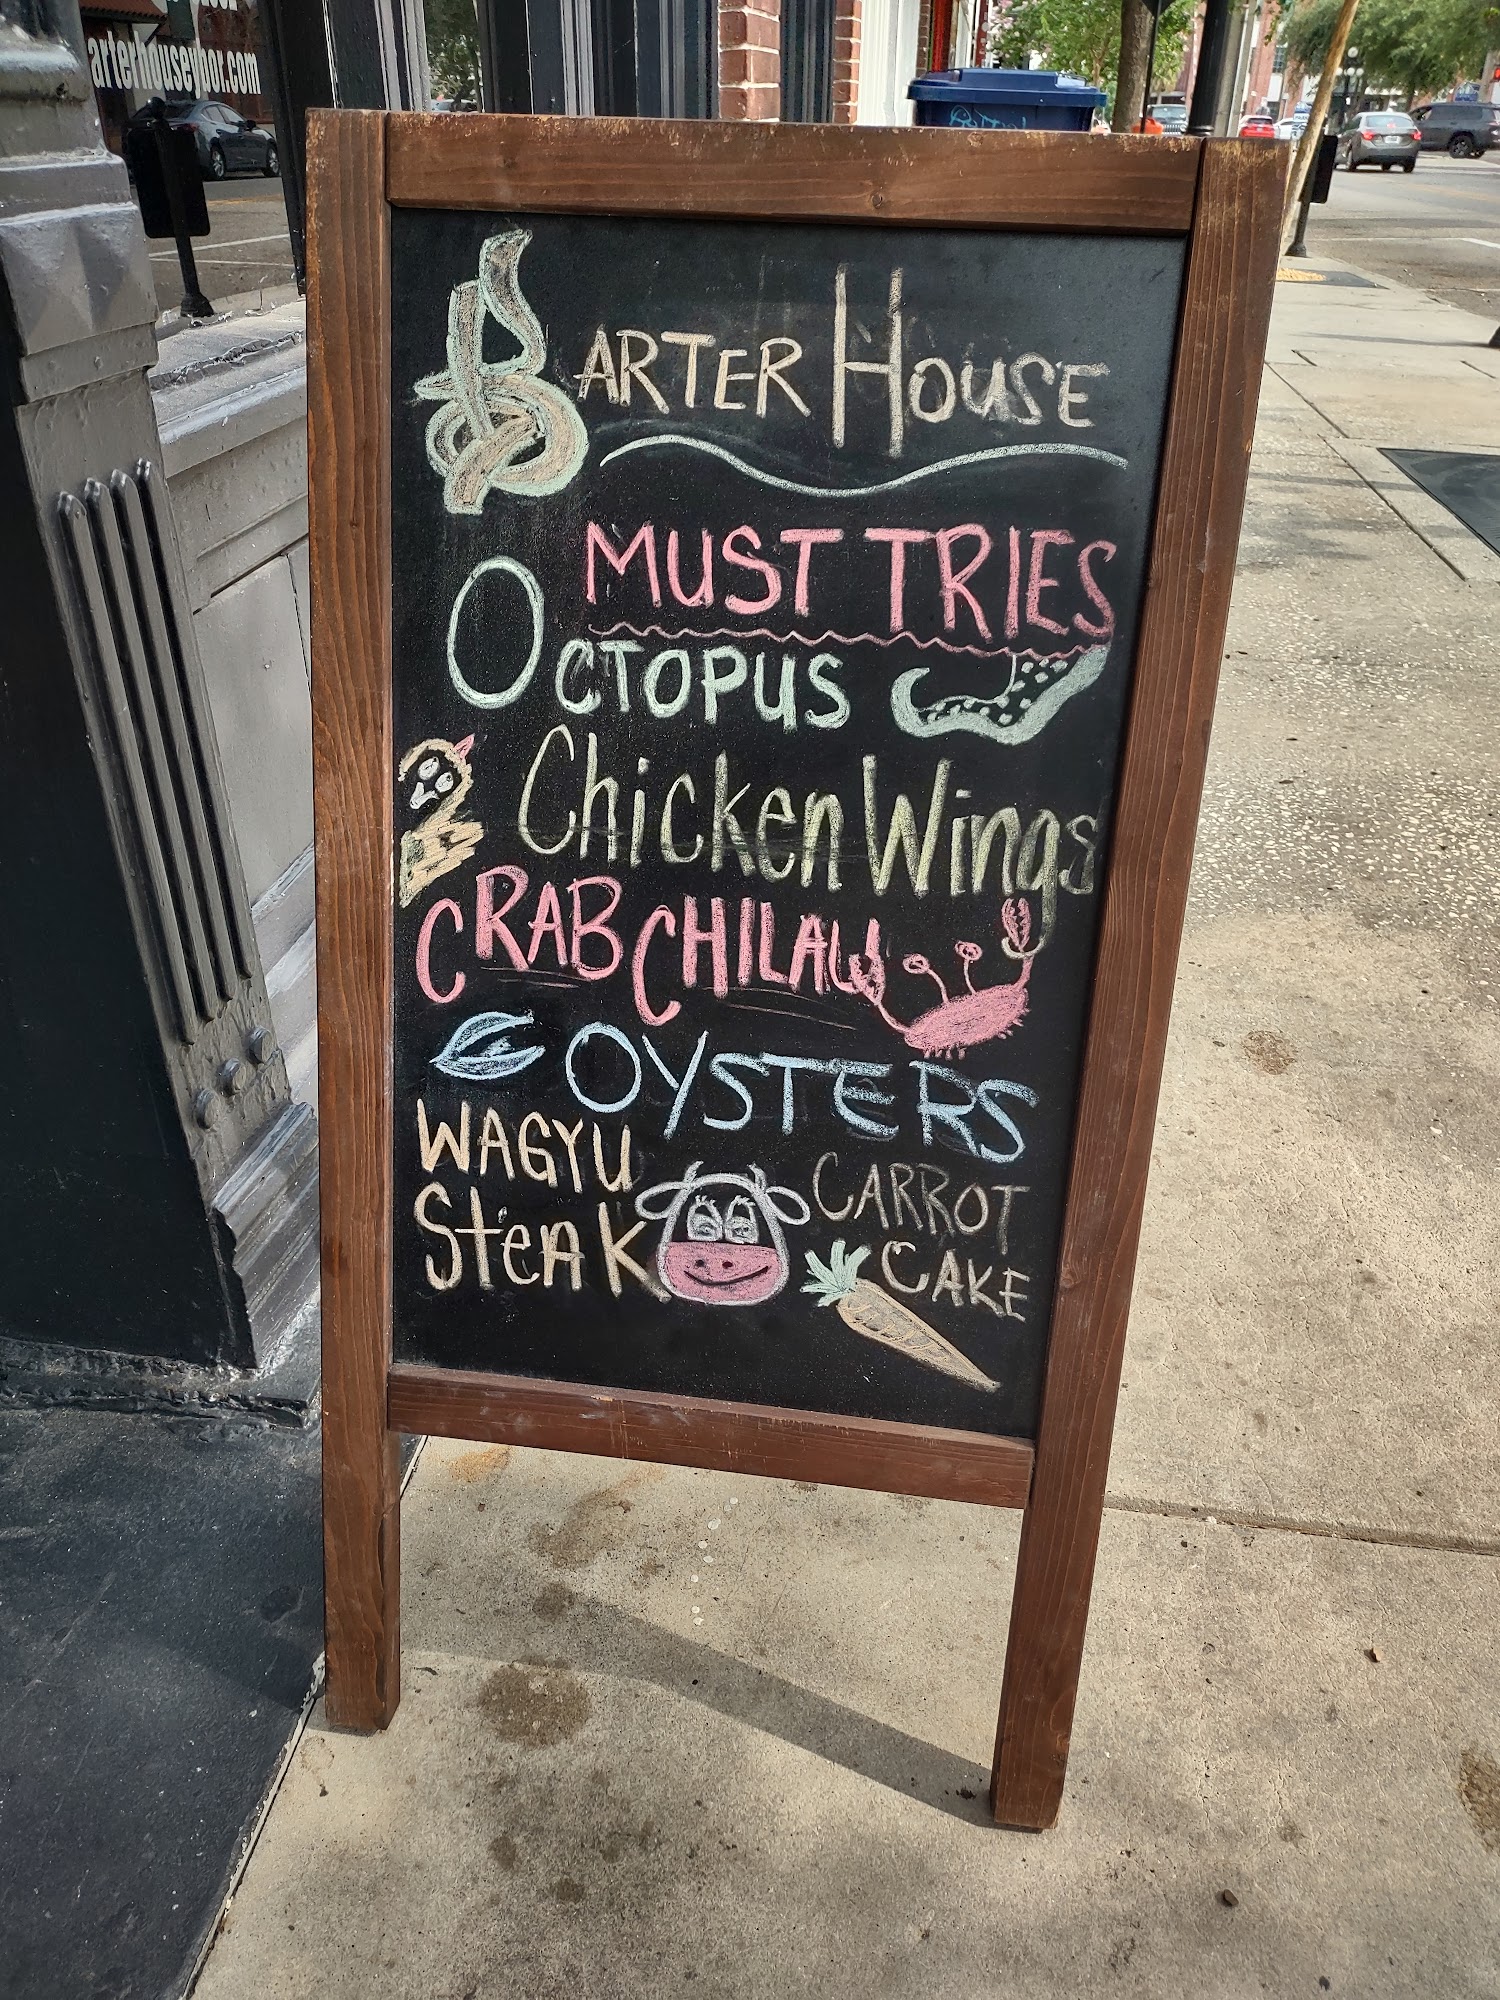 arterhouseybor.com
BARTER HOUSE
MUST TRIES
OCTOPUS
Chicken Wings
CRAB CHILAU
OYSTERS
WAGYU
SteAK
CARROT
CAKE